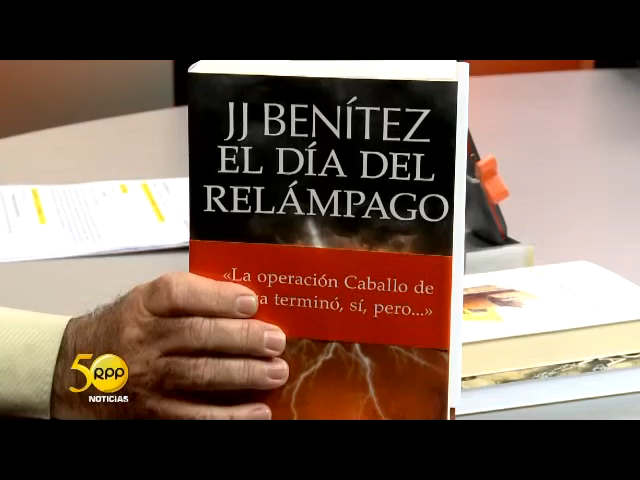 JJ BENÍTEZ
EL DÍA DEL
RELÁMPAGO
«La operación Caballo de
terminó, sí, pero...»
50 RPP
NOTICIAS